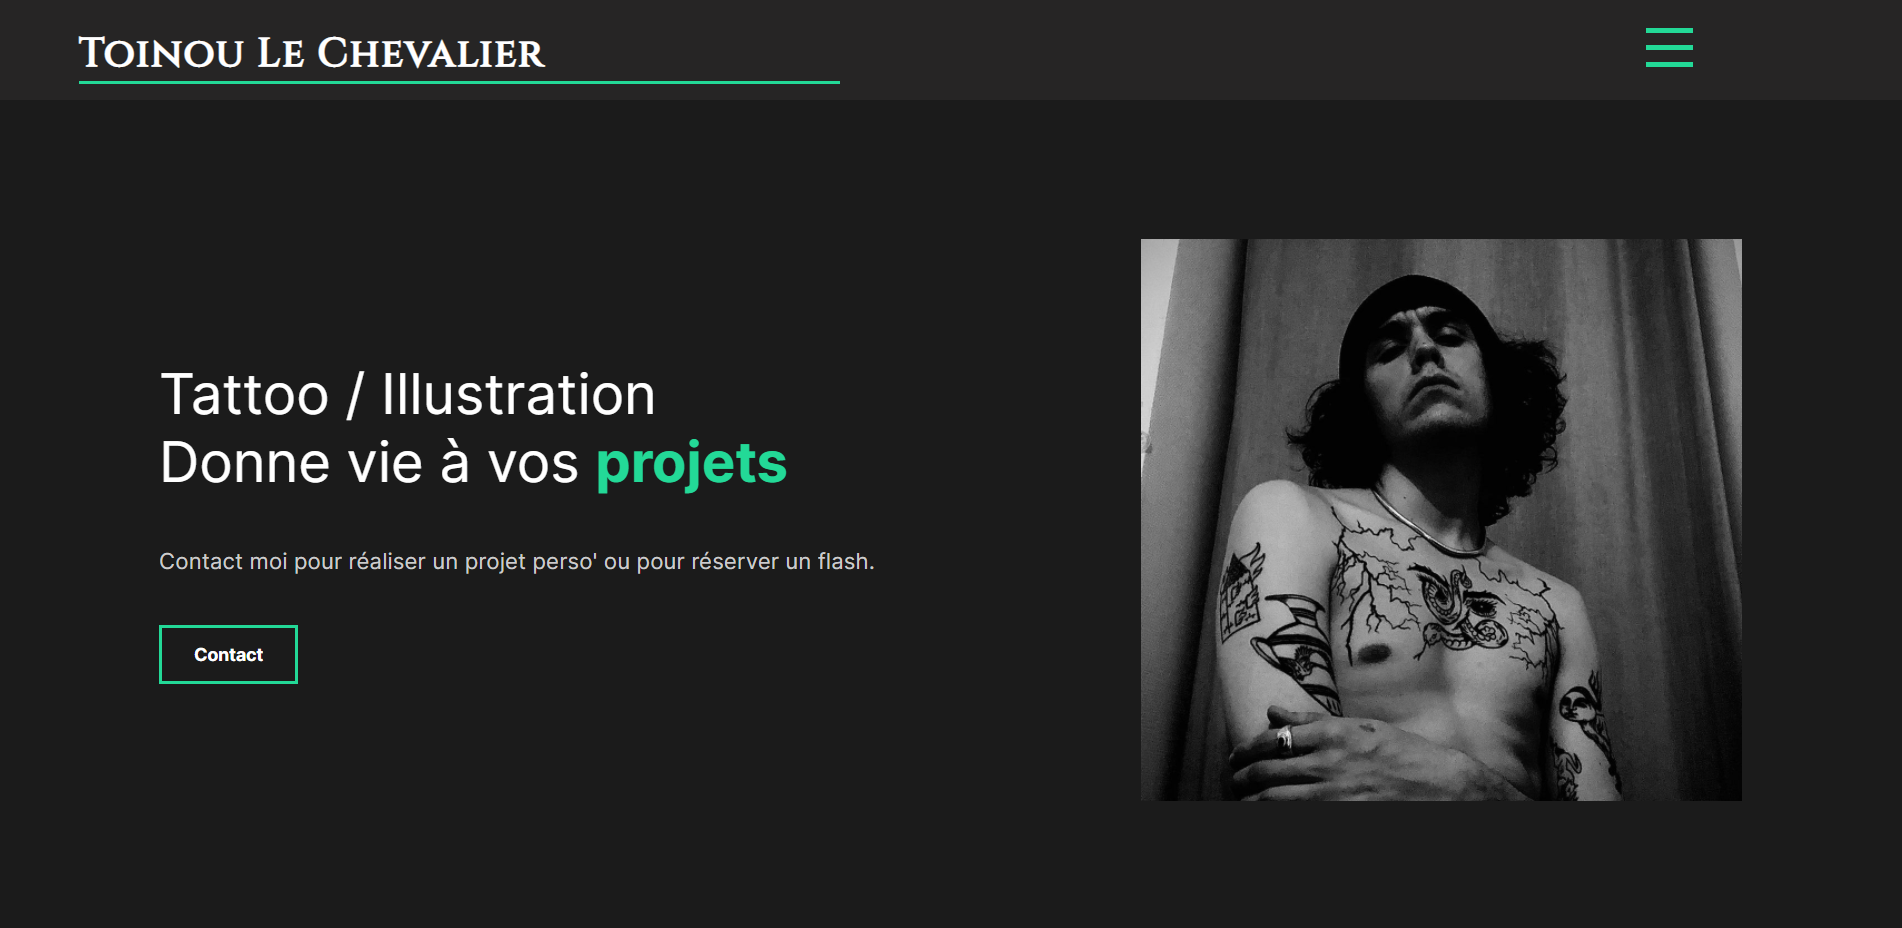 Toinou Le Chevalier
Tattoo / Illustration
Donne vie à vos projets
Contact moi pour réaliser un projet perso' ou pour réserver un flash.
Contact